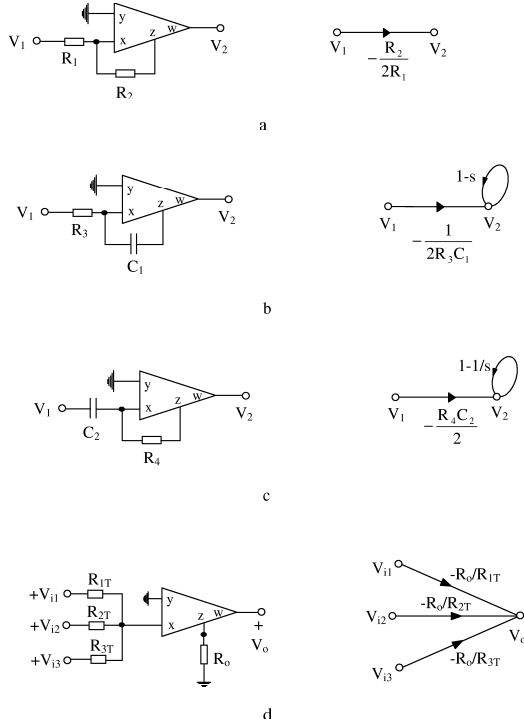 y
z w
V1 x V2
R1
R2
V1 V2
-R2/2R1
a
y
z w
V1 x V2
R3
C1
1-s
V1 V2
-1/2R3C1
b
y
z w
V1 x V2
C2
R4
1-1/s
V1 V2
-R4C2/2
c
R1T
+Vi1 y
R2T z w
+Vi2 x +
R3T Vo
+Vi3 Ro
Vi1 -Ro/R1T
-Ro/R2T
Vi2 Vo
-Ro/R3T
Vi3
d